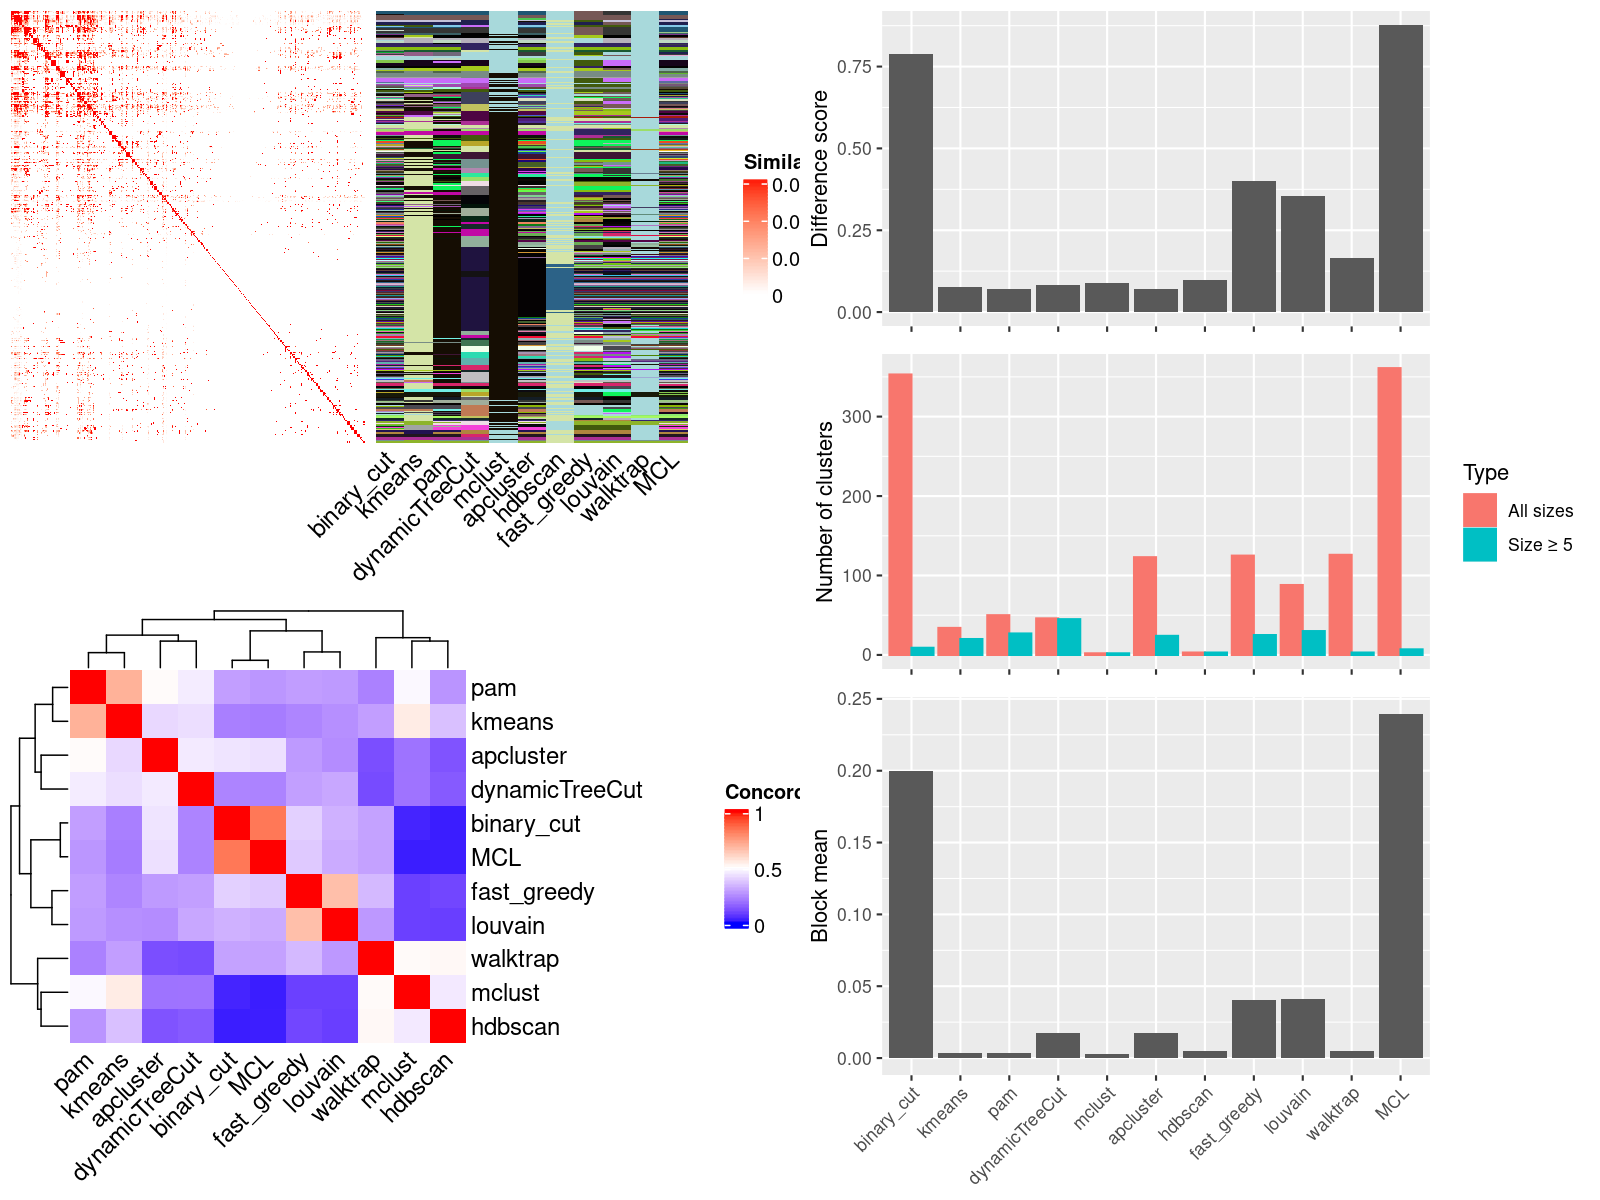 Simila
0.0
0.0
0
binary_cut
kmeans
pam
dynamicTreeCut
mclust
apcluster
hdbscan
fast_greedy
louvain
walktrap
MCL
pam
kmeans
apcluster
dynamicTreeCut
binary_cut
MCL
fast_greedy
louvain
walktrap
mclust
hdbscan
pam
kmeans
apcluster
dynamicTreeCut
binary_cut
MCL
fast_greedy
louvain
walktrap
mclust
hdbscan
Concord
1
0.5
0
Difference score
0.75
0.50
0.25
0.00
Number of clusters
300
200
100
0
Type
All sizes
Size ≥ 5
Block mean
0.25
0.20
0.15
0.10
0.05
0.00
binary_cut
kmeans
pam
dynamicTreeCut
mclust
apcluster
hdbscan
fast_greedy
louvain
walktrap
MCL